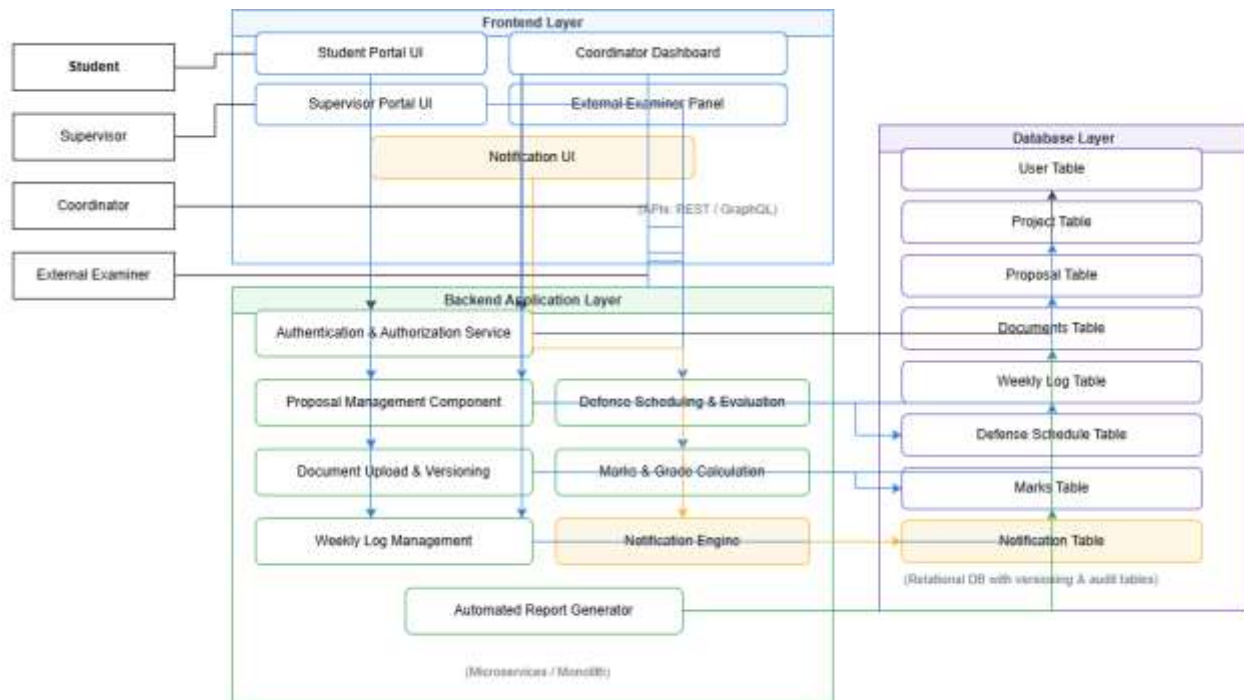 Student
Supervisor
Coordinator
External Examiner
Frontend Layer
Student Portal UI
Coordinator Dashboard
Supervisor Portal UI
External Examiner Panel
Notification UI
(APIs: REST / GraphQL)
Backend Application Layer
Authentication & Authorization Service
Proposal Management Component
Defense Scheduling & Evaluation
Document Upload & Versioning
Marks & Grade Calculation
Weekly Log Management
Notification Engine
Automated Report Generator
(Microservices / Monolith)
Database Layer
User Table
Project Table
Proposal Table
Documents Table
Weekly Log Table
Defense Schedule Table
Marks Table
Notification Table
(Relational DB with versioning & audit tables)